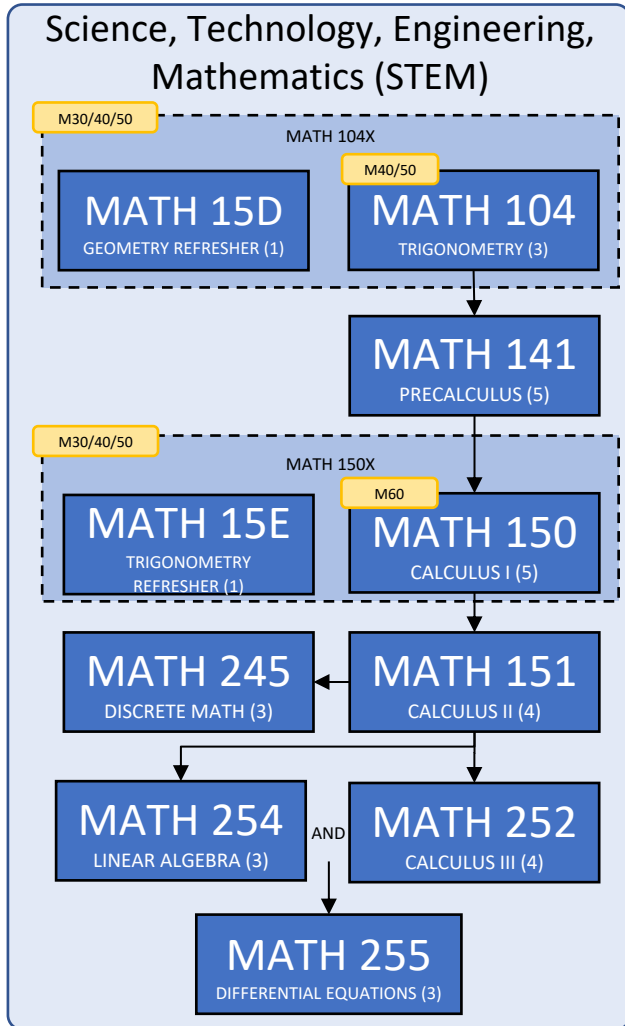 Science, Technology, Engineering,
Mathematics (STEM)
M30/40/50
MATH 104X
M40/50
MATH 15D
GEOMETRY REFRESHER (1)
MATH 104
TRIGONOMETRY (3)
MATH 141
PRECALCULUS (5)
M30/40/50
MATH 150X
M60
MATH 15E
TRIGONOMETRY
REFRESHER (1)
MATH 150
CALCULUS I (5)
MATH 245
DISCRETE MATH (3)
MATH 151
CALCULUS II (4)
MATH 254
LINEAR ALGEBRA (3)
AND
MATH 252
CALCULUS III (4)
MATH 255
DIFFERENTIAL EQUATIONS (3)